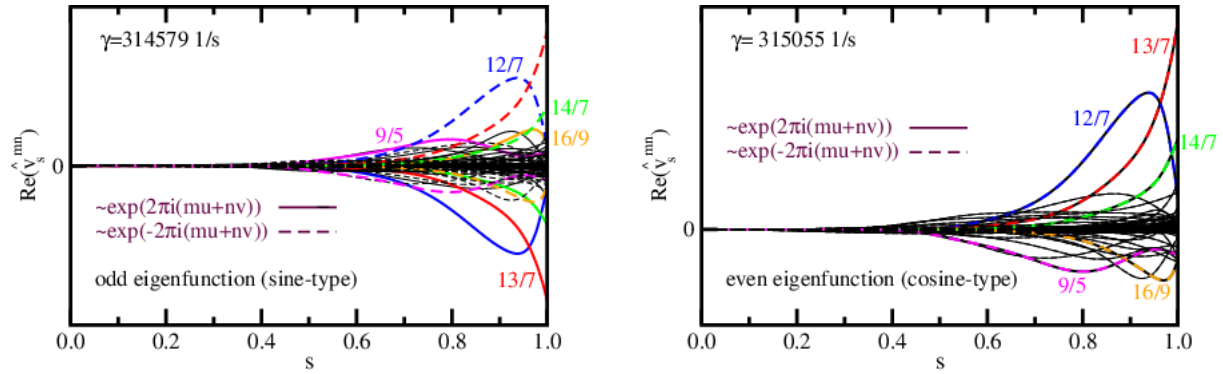 γ=314579 1/s
12/7
14/7
9/5
16/9
Re(v̂ₛᵐⁿ)
0
~exp(2πi(mu+nv))
~exp(-2πi(mu+nv))
odd eigenfunction (sine-type)
13/7
0.0 0.2 0.4 0.6 0.8 1.0
s
γ= 315055 1/s
13/7
12/7
14/7
~exp(2πi(mu+nv))
~exp(-2πi(mu+nv))
Re(v̂ₛᵐⁿ)
0
even eigenfunction (cosine-type)
9/5
16/9
0.0 0.2 0.4 0.6 0.8 1.0
s